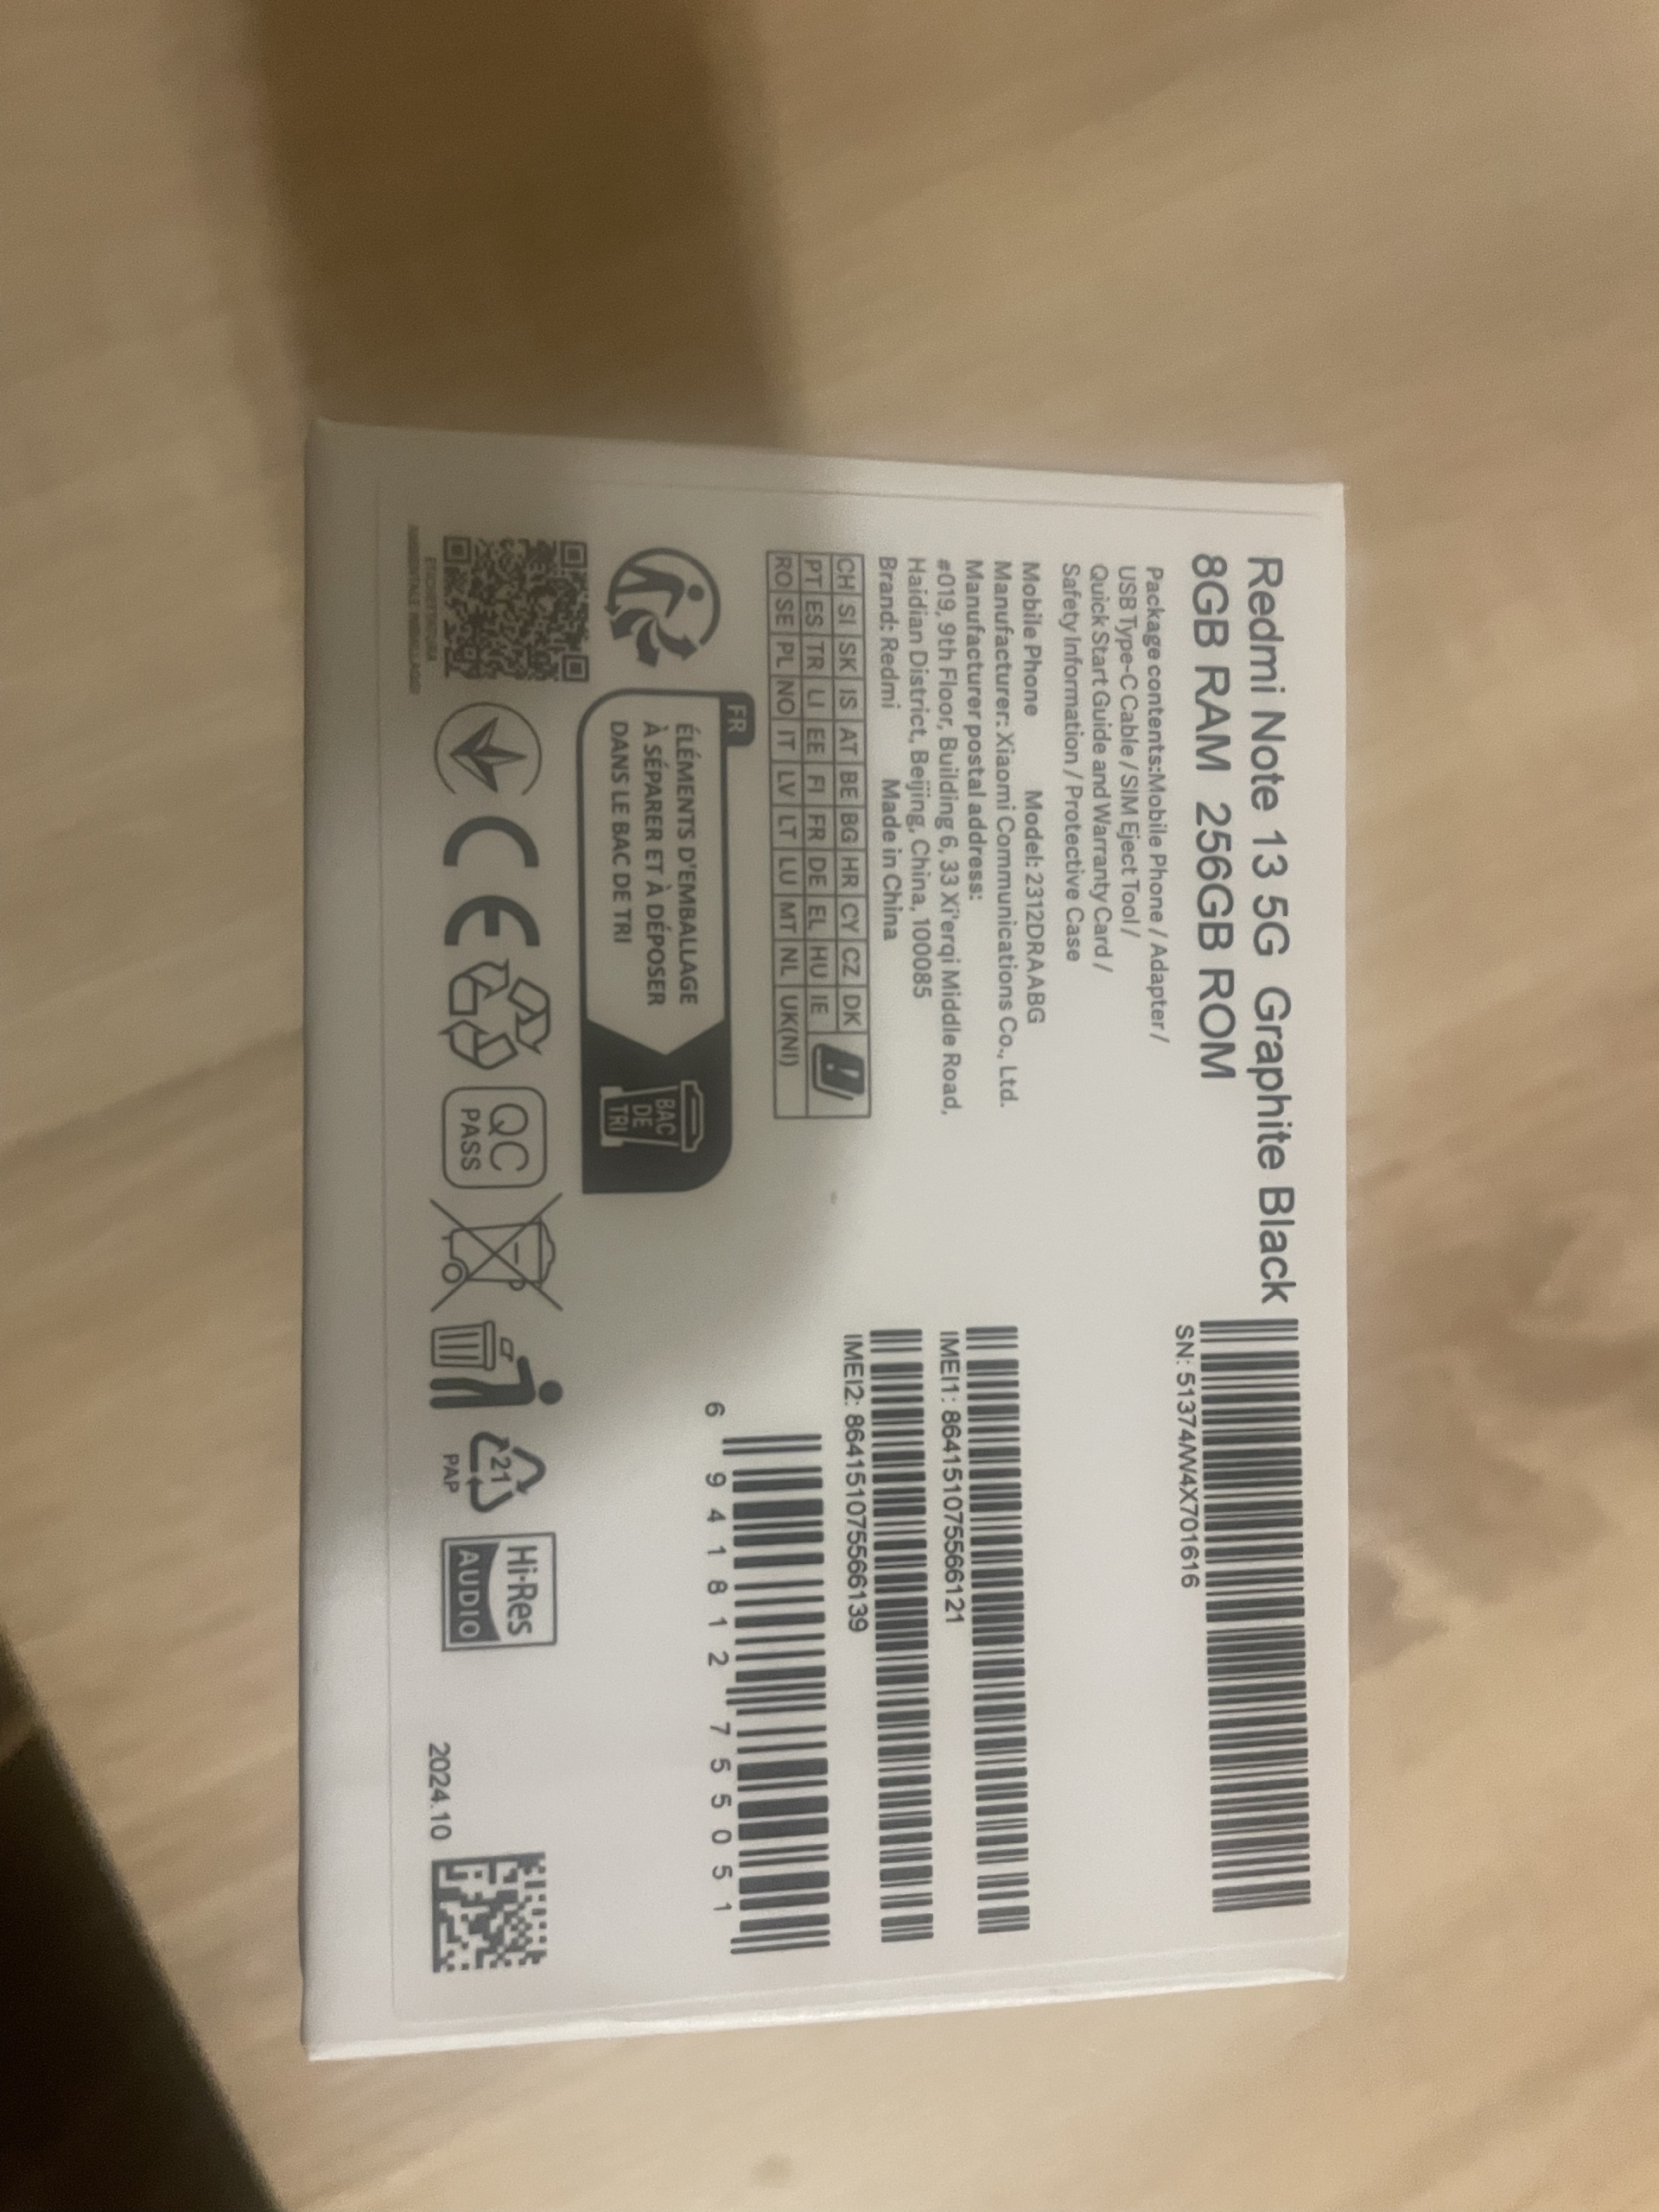 Redmi Note 13 5G Graphite Black
8GB RAM 256GB ROM
Package contents:Mobile Phone / Adapter /
USB Type-C Cable / SIM Eject Tool /
Quick Start Guide and Warranty Card /
Safety Information / Protective Case
Mobile Phone Model: 2312DRAABG
Manufacturer: Xiaomi Communications Co., Ltd.
Manufacturer postal address:
#019, 9th Floor, Building 6, 33 Xi'erqi Middle Road,
Haidian District, Beijing, China, 100085
Brand: Redmi Made in China
CH SI SK IS AT BE BG HR CY CZ DK
PT ES TR LI EE FI FR DE EL HU IE
RO SE PL NO IT LV LT LU MT NL UK(NI)
SN: 51374/W4X701616
IMEI1: 864151075566121
IMEI2: 864151075566139
6 941812 755051
FR
ÉLÉMENTS D'EMBALLAGE
À SÉPARER ET À DÉPOSER
DANS LE BAC DE TRI
BAC
DE
TRI
ETICHETTATURA
AMBIENTALE IMBALLAGGI
CE
QC
PASS
21
PAP
Hi-Res
AUDIO
2024.10